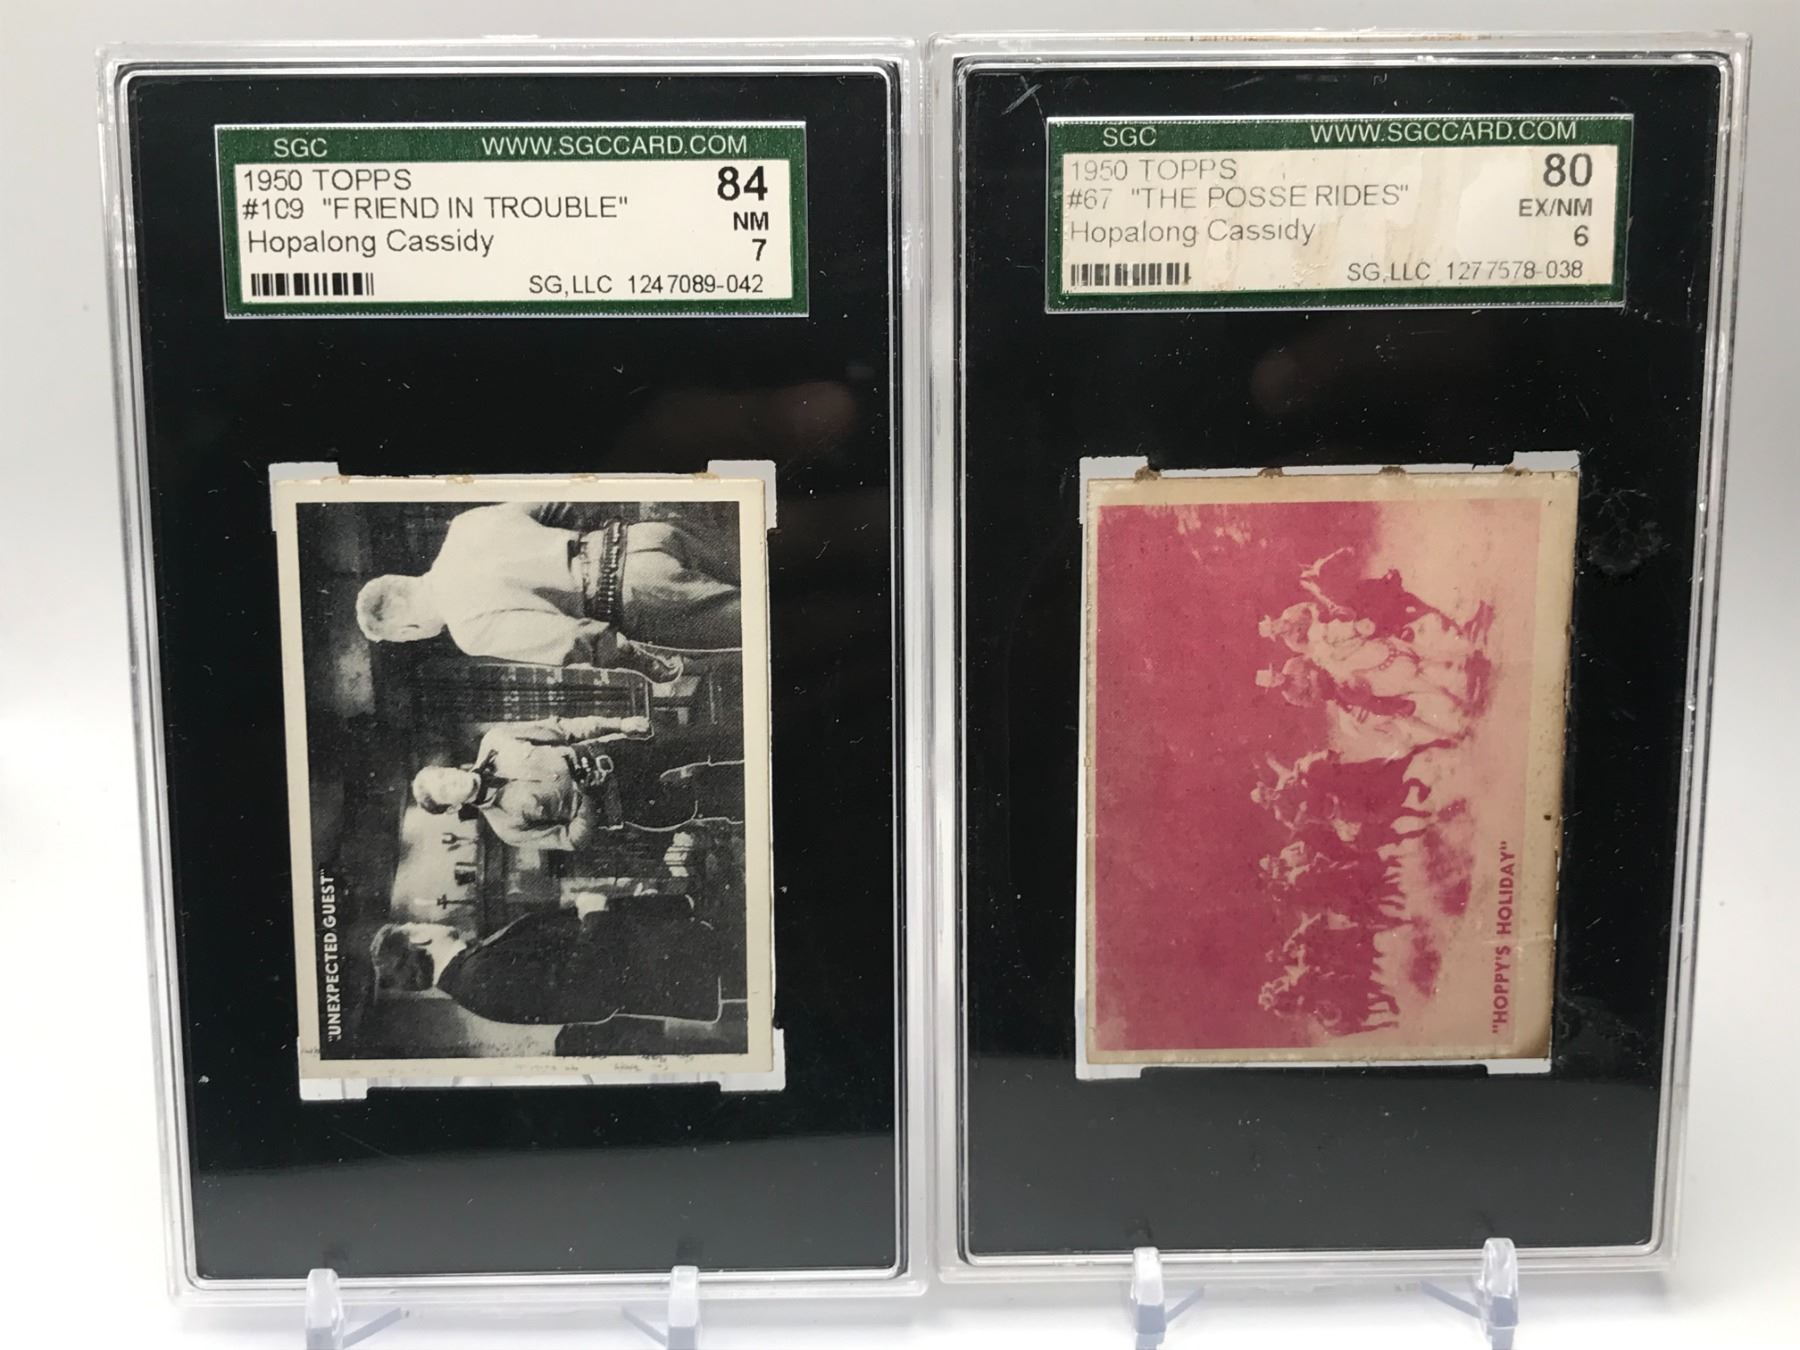 SGC WWW.SGCCARD.COM
1950 TOPPS 84
#109 "FRIEND IN TROUBLE" NM
Hopalong Cassidy 7
SG,LLC 1247089-042
"UNEXPECTED GUEST"
SGC WWW.SGCCARD.COM
1950 TOPPS 80
#67 "THE POSSE RIDES" EX/NM
Hopalong Cassidy 6
SG,LLC 1277578-038
"HOPPY'S HOLIDAY"